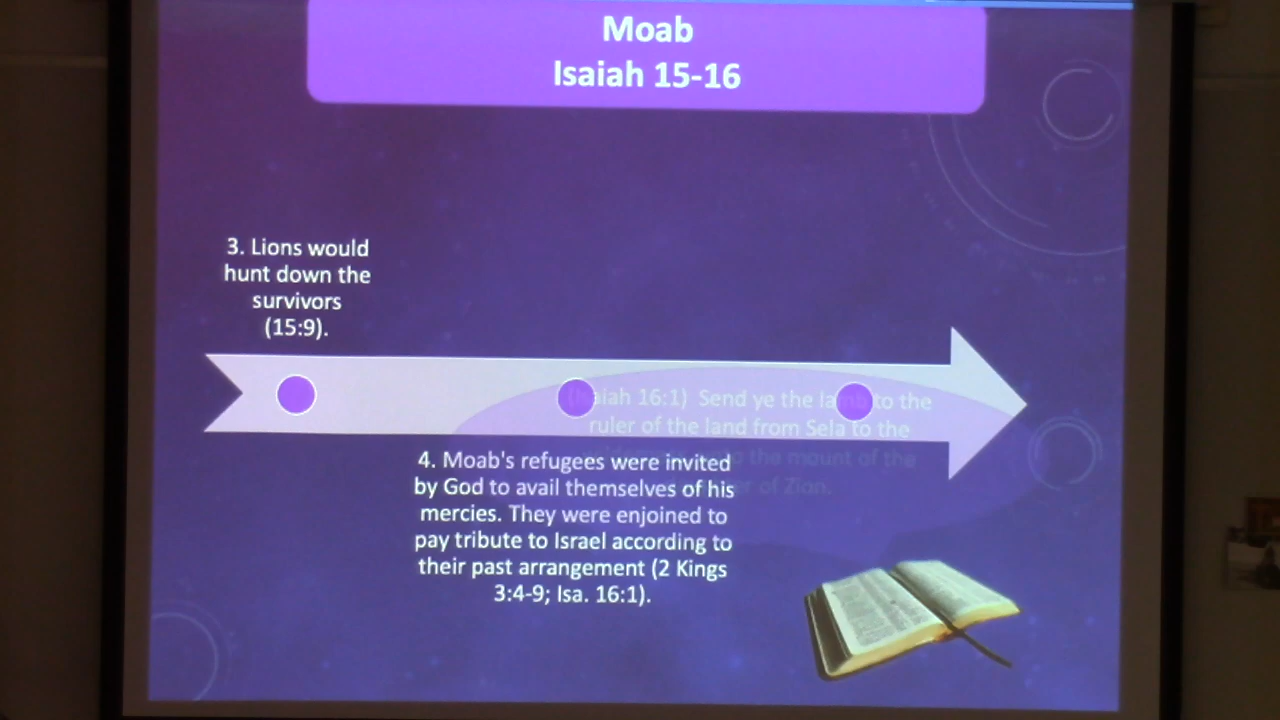 Moab
Isaiah 15-16
3. Lions would
hunt down the
survivors
(15:9).
(Isaiah 16:1) Send ye the lamb to the
ruler of the land from Sela to the
the mount of the
of Zion.
4. Moab's refugees were invited
by God to avail themselves of his
mercies. They were enjoined to
pay tribute to Israel according to
their past arrangement (2 Kings
3:4-9; Isa. 16:1).